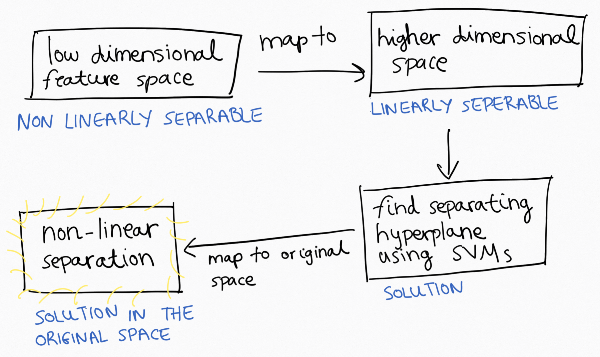 low dimensional
feature space
NON LINEARLY SEPARABLE
map to
higher dimensional
space
LINEARLY SEPERABLE
find separating
hyperplane
using SVMs
SOLUTION
map to original
space
non-linear
separation
SOLUTION IN THE
ORIGINAL SPACE